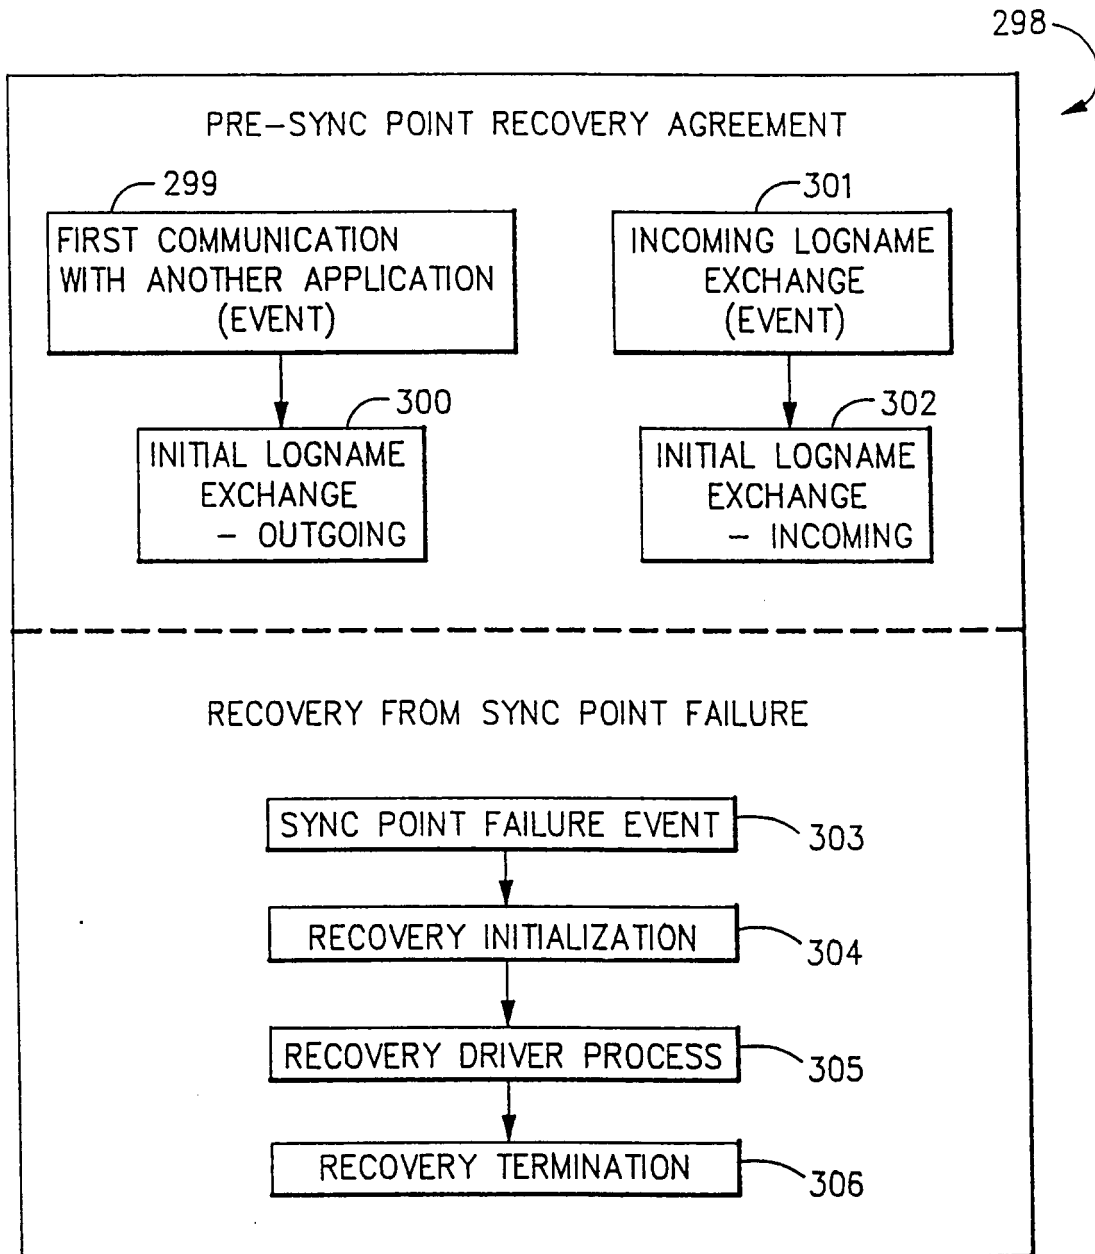 298
PRE-SYNC POINT RECOVERY AGREEMENT
299
FIRST COMMUNICATION
WITH ANOTHER APPLICATION
(EVENT)
301
INCOMING LOGNAME
EXCHANGE
(EVENT)
300
INITIAL LOGNAME
EXCHANGE
- OUTGOING
302
INITIAL LOGNAME
EXCHANGE
- INCOMING
RECOVERY FROM SYNC POINT FAILURE
SYNC POINT FAILURE EVENT
303
RECOVERY INITIALIZATION
304
RECOVERY DRIVER PROCESS
305
RECOVERY TERMINATION
306